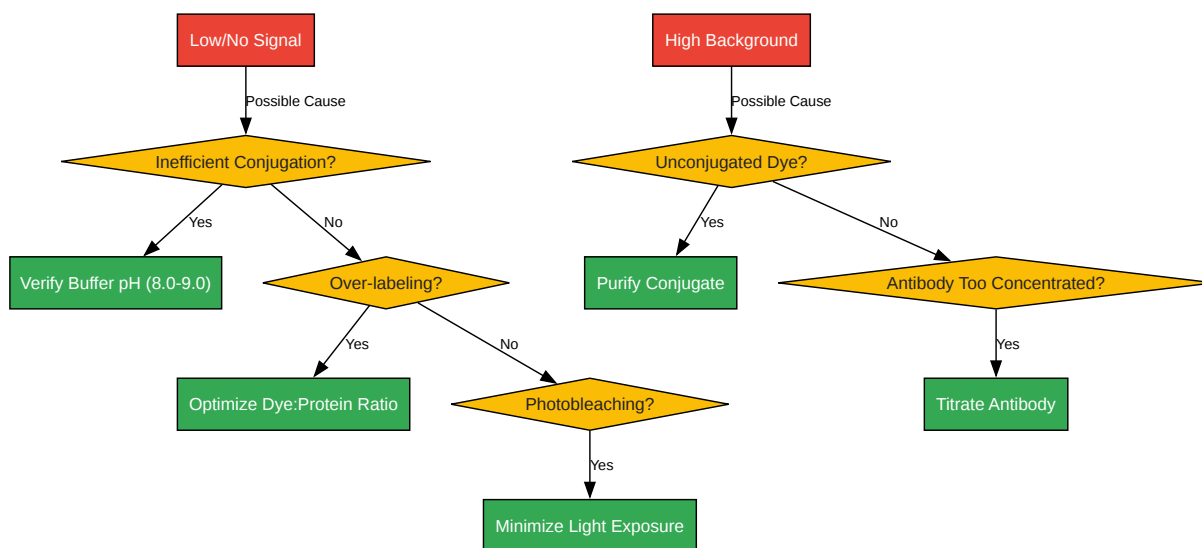 Low/No Signal
High Background
Possible Cause
Possible Cause
Inefficient Conjugation?
Unconjugated Dye?
Yes
No
Yes
No
Verify Buffer pH (8.0-9.0)
Over-labeling?
Purify Conjugate
Antibody Too Concentrated?
Yes
No
Yes
Optimize Dye:Protein Ratio
Photobleaching?
Titrate Antibody
Yes
Minimize Light Exposure